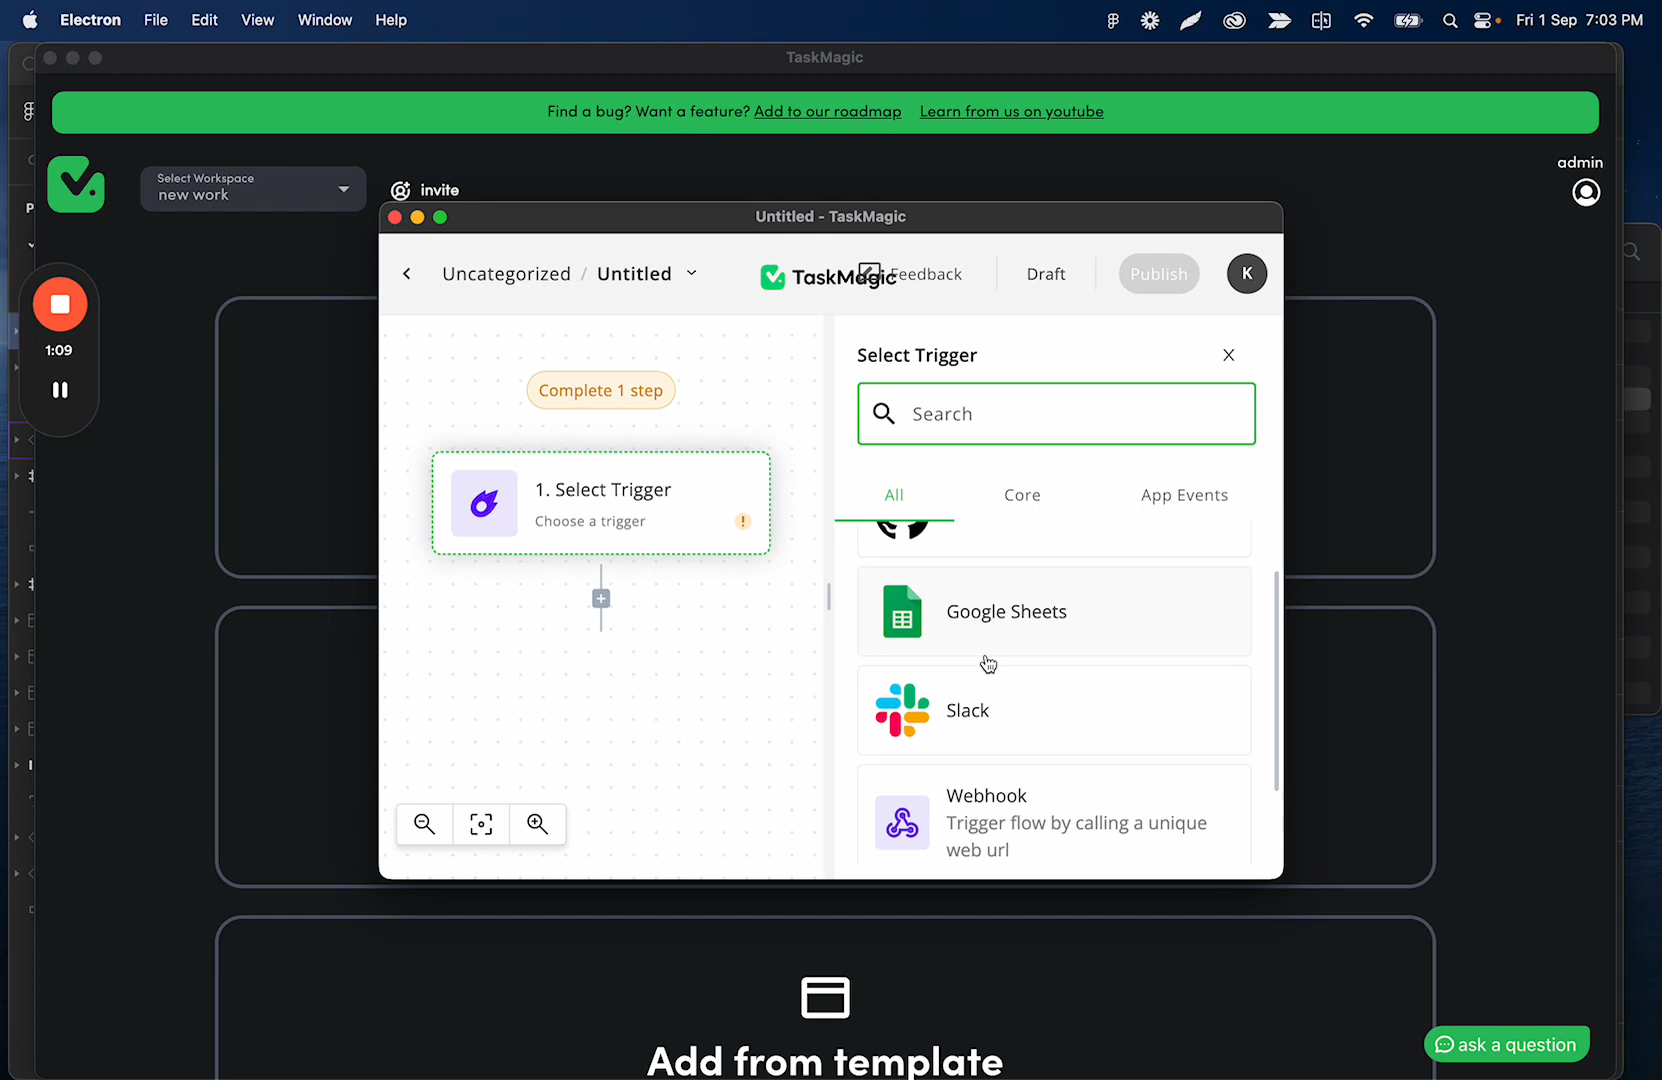 Electron File Edit View Window Help
Fri 1 Sep 7:03 PM
TaskMagic
Find a bug? Want a feature? Add to our roadmap Learn from us on youtube
Select Workspace
new work
invite
admin
Untitled - TaskMagic
Uncategorized / Untitled
TaskMagic
Feedback
Draft
Publish
K
1:09
Complete 1 step
1. Select Trigger
Choose a trigger
!
Select Trigger
X
Search
All Core App Events
Google Sheets
Slack
Webhook
Trigger flow by calling a unique
web url
Add from template
ask a question